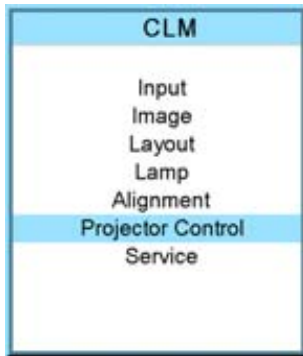 CLM
Input
Image
Layout
Lamp
Alignment
Projector Control
Service